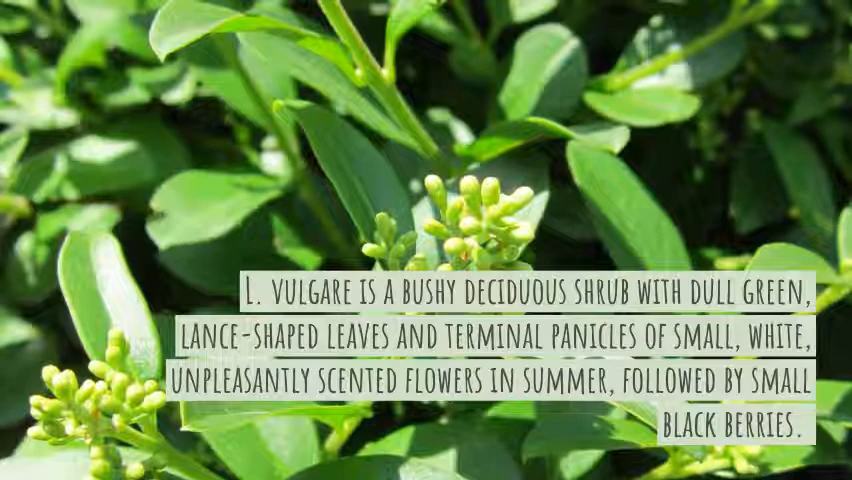 L. VULGARE IS A BUSHY DECIDUOUS SHRUB WITH DULL GREEN,
LANCE-SHAPED LEAVES AND TERMINAL PANICLES OF SMALL, WHITE,
UNPLEASANTLY SCENTED FLOWERS IN SUMMER, FOLLOWED BY SMALL
BLACK BERRIES.